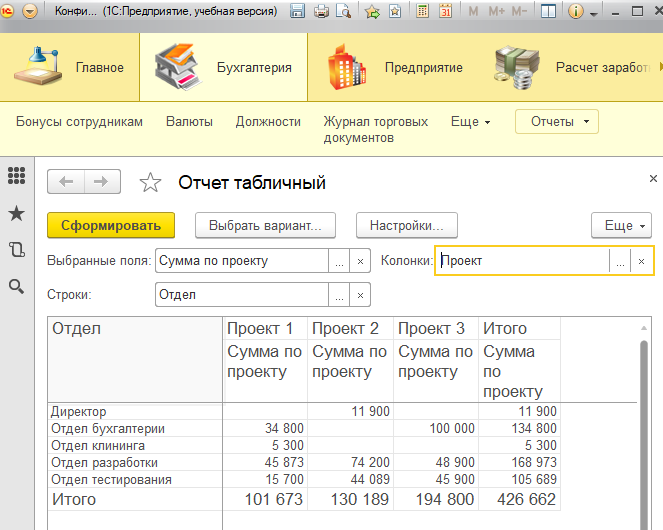 Конфи... (1С:Предприятие, учебная версия) M M+ M-
Главное Бухгалтерия Предприятие Расчет заработ
Бонусы сотрудникам Валюты Должности Журнал торговых документов Еще Отчеты
Отчет табличный
Сформировать Выбрать вариант... Настройки... Еще
Выбранные поля: Сумма по проекту ... × Колонки: Проект ... ×
Строки: Отдел ... ×
Отдел Проект 1 Проект 2 Проект 3 Итого
Сумма по проекту Сумма по проекту Сумма по проекту Сумма по проекту
Директор 11 900 11 900
Отдел бухгалтерии 34 800 100 000 134 800
Отдел клининга 5 300 5 300
Отдел разработки 45 873 74 200 48 900 168 973
Отдел тестирования 15 700 44 089 45 900 105 689
Итого 101 673 130 189 194 800 426 662